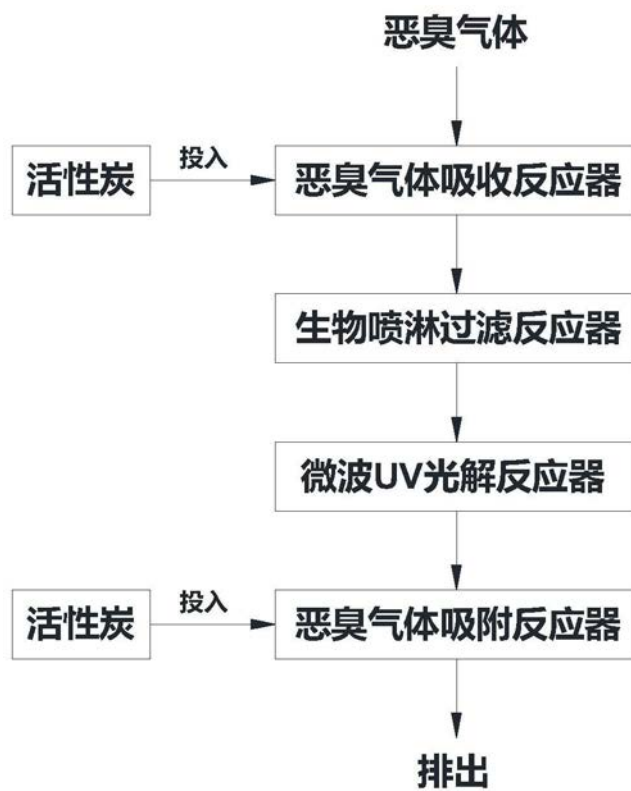 恶臭气体
活性炭
投入
恶臭气体吸收反应器
生物喷淋过滤反应器
微波UV光解反应器
活性炭
投入
恶臭气体吸附反应器
排出